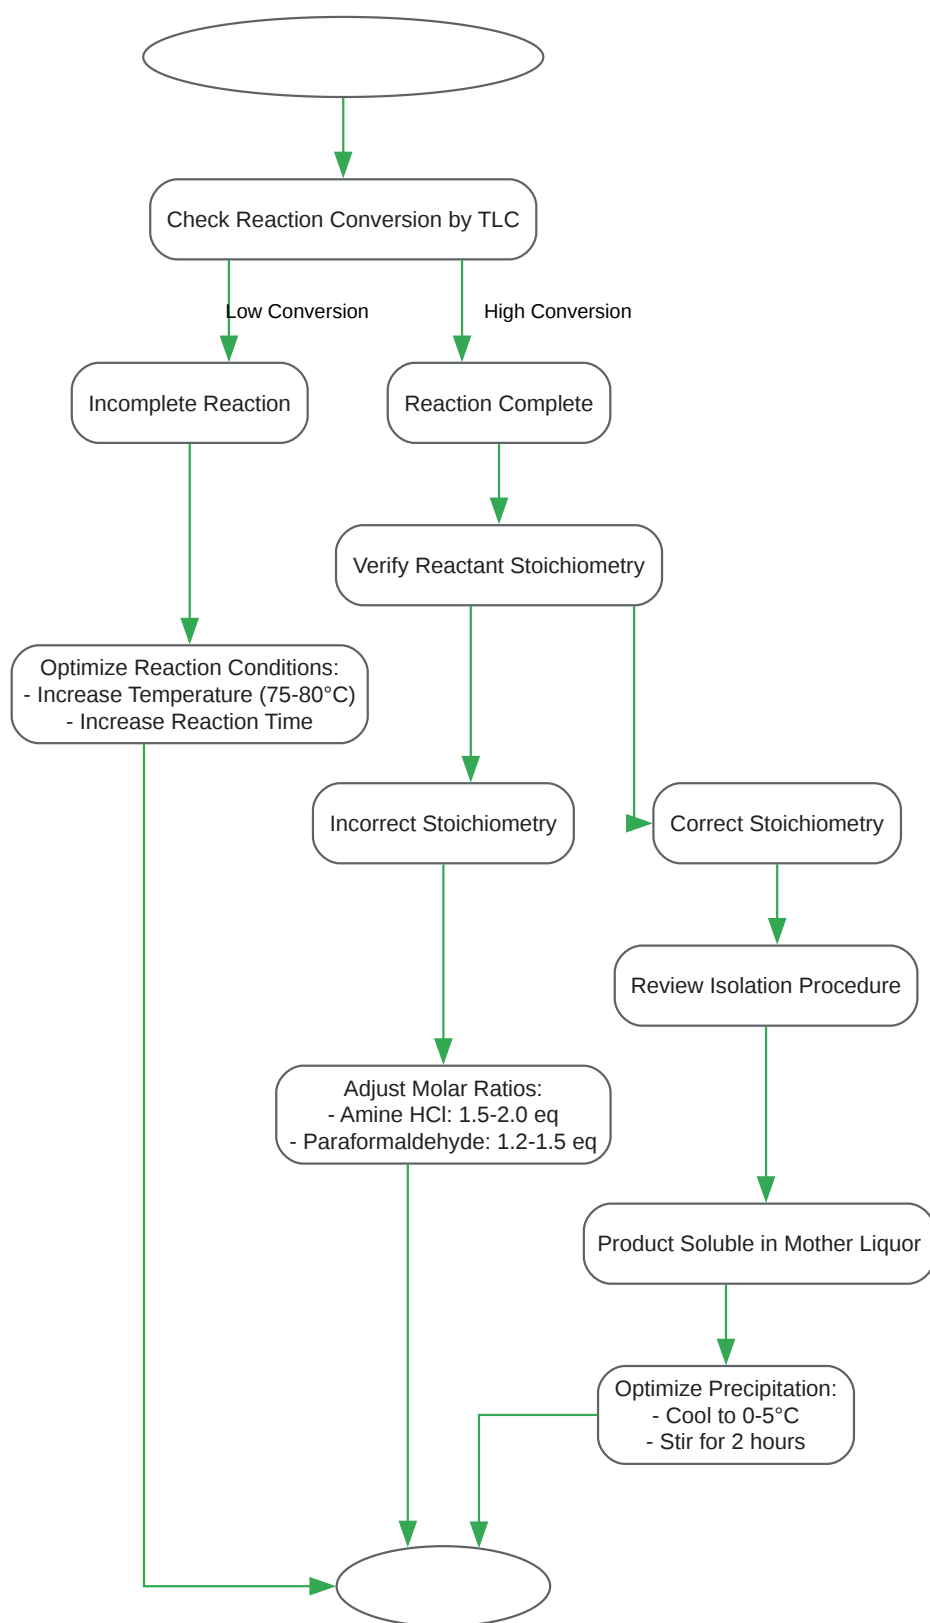 Check Reaction Conversion by TLC
Low Conversion
High Conversion
Incomplete Reaction
Reaction Complete
Verify Reactant Stoichiometry
Optimize Reaction Conditions:
- Increase Temperature (75-80°C)
- Increase Reaction Time
Incorrect Stoichiometry
Correct Stoichiometry
Review Isolation Procedure
Adjust Molar Ratios:
- Amine HCl: 1.5-2.0 eq
- Paraformaldehyde: 1.2-1.5 eq
Product Soluble in Mother Liquor
Optimize Precipitation:
- Cool to 0-5°C
- Stir for 2 hours